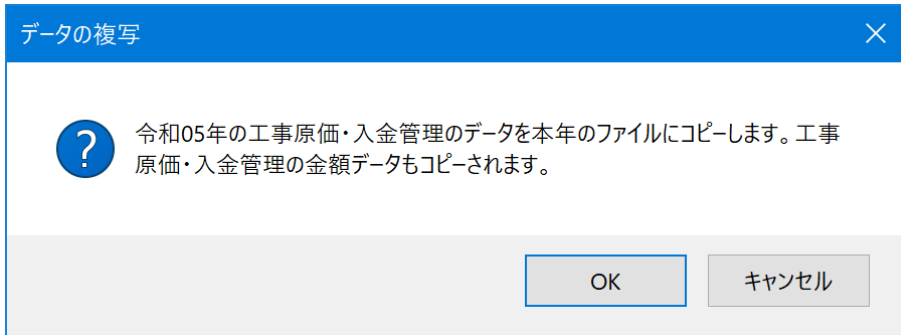 データの複写
令和05年の工事原価・入金管理のデータを本年のファイルにコピーします。工事
原価・入金管理の金額データもコピーされます。
OK
キャンセル